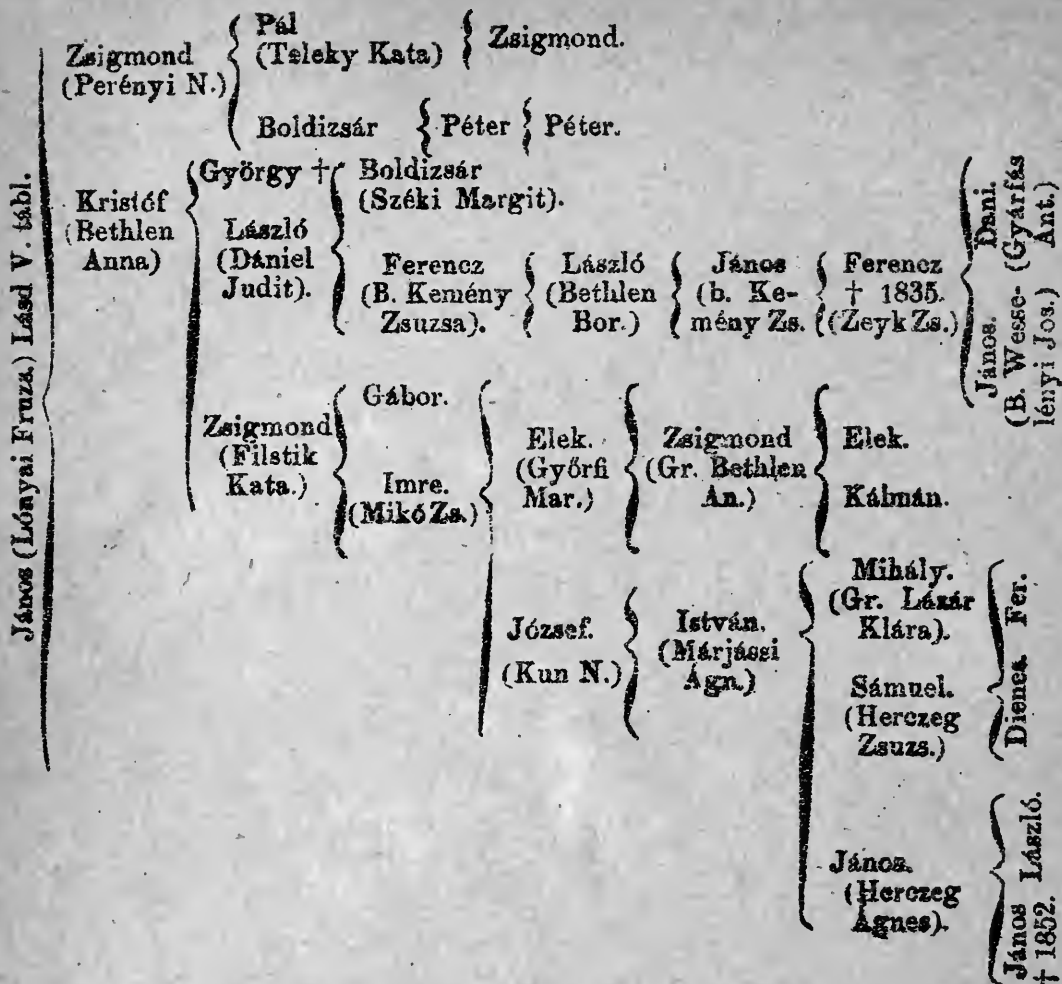 János (Lónyai Fruza.) Lásd V. tábl.
Zsigmond
(Perényi N.)
Pál
(Teleky Kata)
Zsigmond.
Boldizsár
Péter
Péter.
Kristóf
(Bethlen
Anna)
György †
László
(Dániel
Judit).
Boldizsár
(Széki Margit).
Ferencz
(B. Kemény
Zsuzsa).
László
(Bethlen
Bor.)
János
(b. Ke-
mény Zs.
Ferencz
† 1835.
(Zeyk Zs.)
János.
(B. Wesse-
lényi Jos.)
Dani.
(Gyárfás
Ant.)
Zsigmond
(Filstik
Kata.)
Gábor.
Imre.
(Mikó Zs.)
Elek.
(Győrfi
Mar.)
Zsigmond
(Gr. Bethlen
An.)
Elek.
Kálmán.
József.
(Kun N.)
István.
(Márjássi
Ágn.)
Mihály.
(Gr. Lázár
Klára).
Sámuel.
(Herczeg
Zsuzs.)
Dienes. Fer.
János.
(Herczeg
Ágnes).
János László.
† 1852.